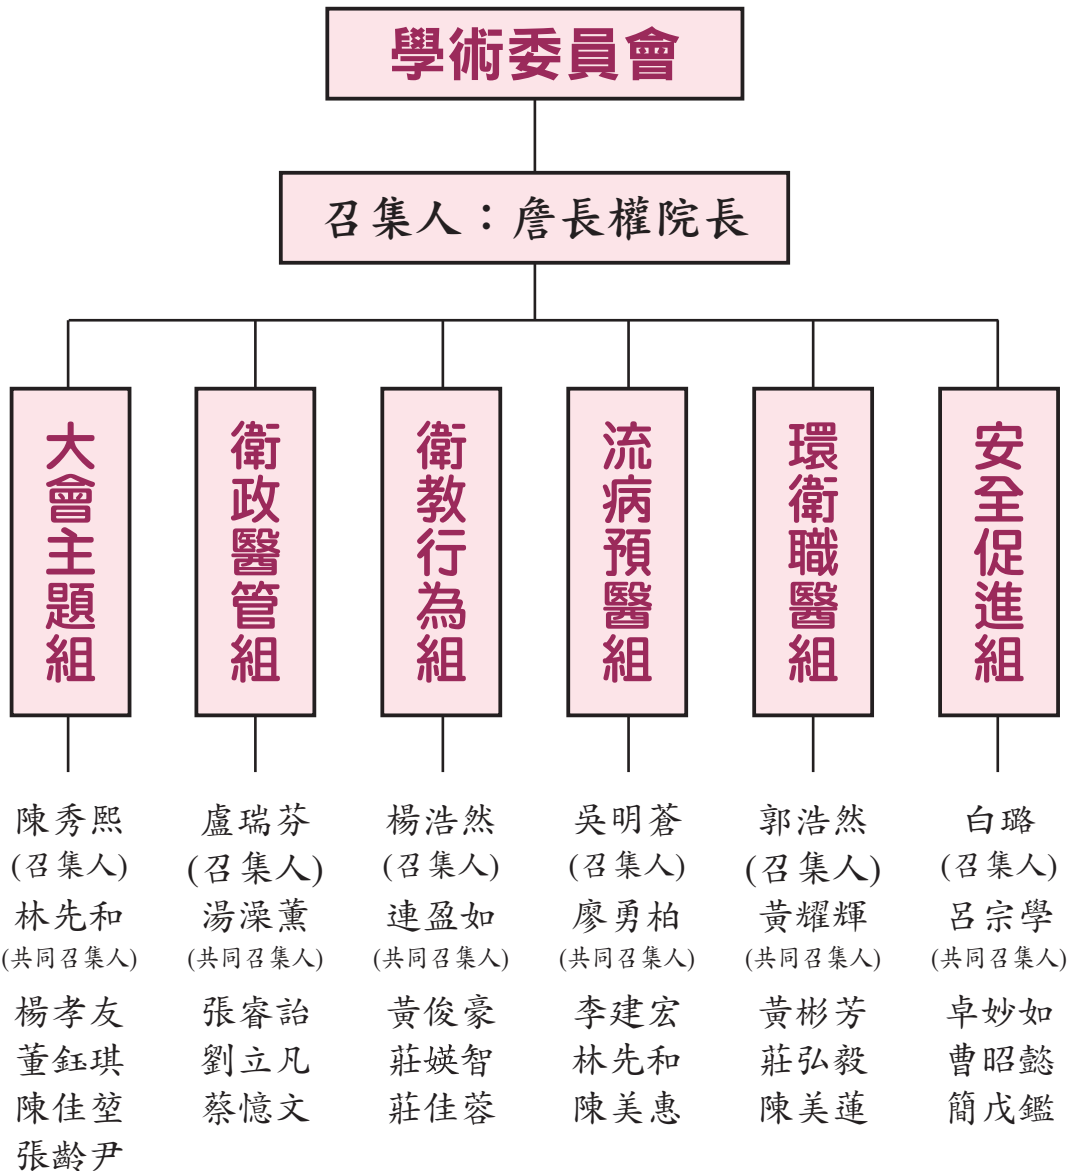 學術委員會
召集人：詹長權院長
大會主題組
衛政醫管組
衛教行為組
流病預醫組
環衛職醫組
安全促進組
陳秀熙
(召集人)
林先和
(共同召集人)
楊孝友
董鈺琪
陳佳堃
張齡尹
盧瑞芬
(召集人)
湯澡薰
(共同召集人)
張睿詒
劉立凡
蔡憶文
楊浩然
(召集人)
連盈如
(共同召集人)
黃俊豪
莊媖智
莊佳蓉
吳明蒼
(召集人)
廖勇柏
(共同召集人)
李建宏
林先和
陳美惠
郭浩然
(召集人)
黃耀輝
(共同召集人)
黃彬芳
莊弘毅
陳美蓮
白璐
(召集人)
呂宗學
(共同召集人)
卓妙如
曹昭懿
簡戊鑑